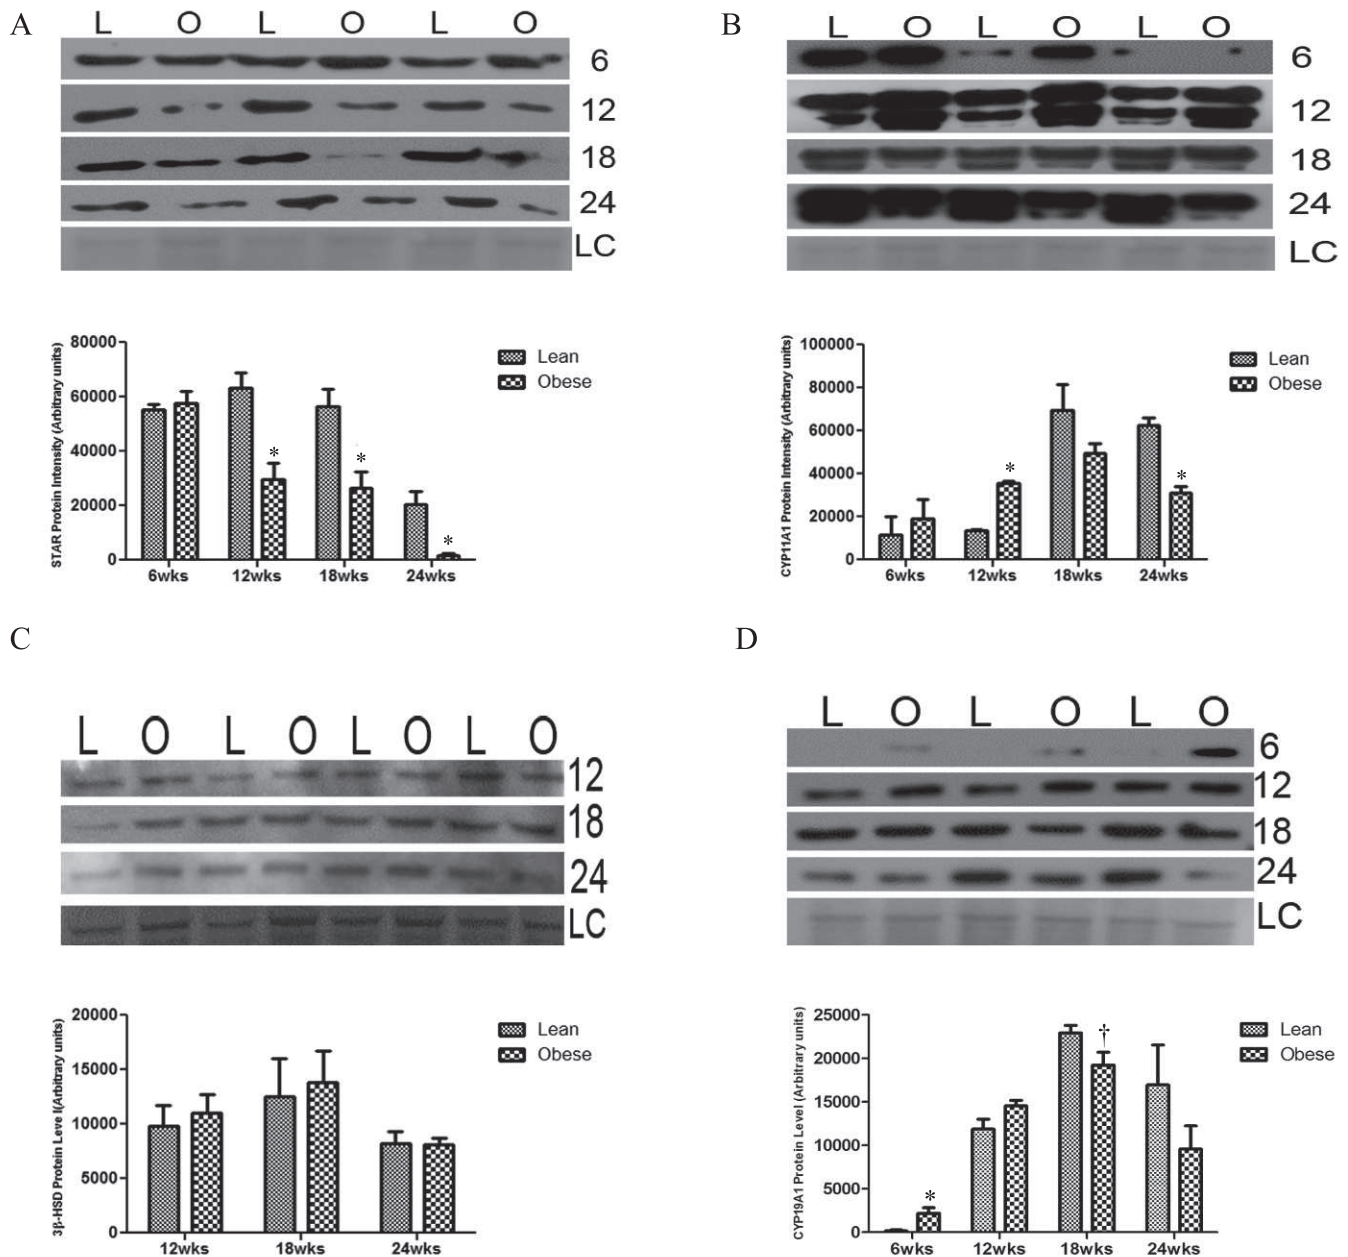 A
L O L O L O
6
12
18
24
LC
80000
60000
40000
20000
0
STAR Protein Intensity (Arbitrary units)
* * *
6wks 12wks 18wks 24wks
Lean
Obese
B
L O L O L O
6
12
18
24
LC
100000
80000
60000
40000
20000
0
CYP11A1 Protein Intensity (Arbitrary units)
* *
6wks 12wks 18wks 24wks
Lean
Obese
C
L O L O L O L O
12
18
24
LC
20000
15000
10000
5000
0
3β-HSD Protein Leve l(Arbitrary units)
12wks 18wks 24wks
Lean
Obese
D
L O L O L O
6
12
18
24
LC
25000
20000
15000
10000
5000
0
CYP19A1 Protein Level (Arbitrary units)
* †
6wks 12wks 18wks 24wks
Lean
Obese